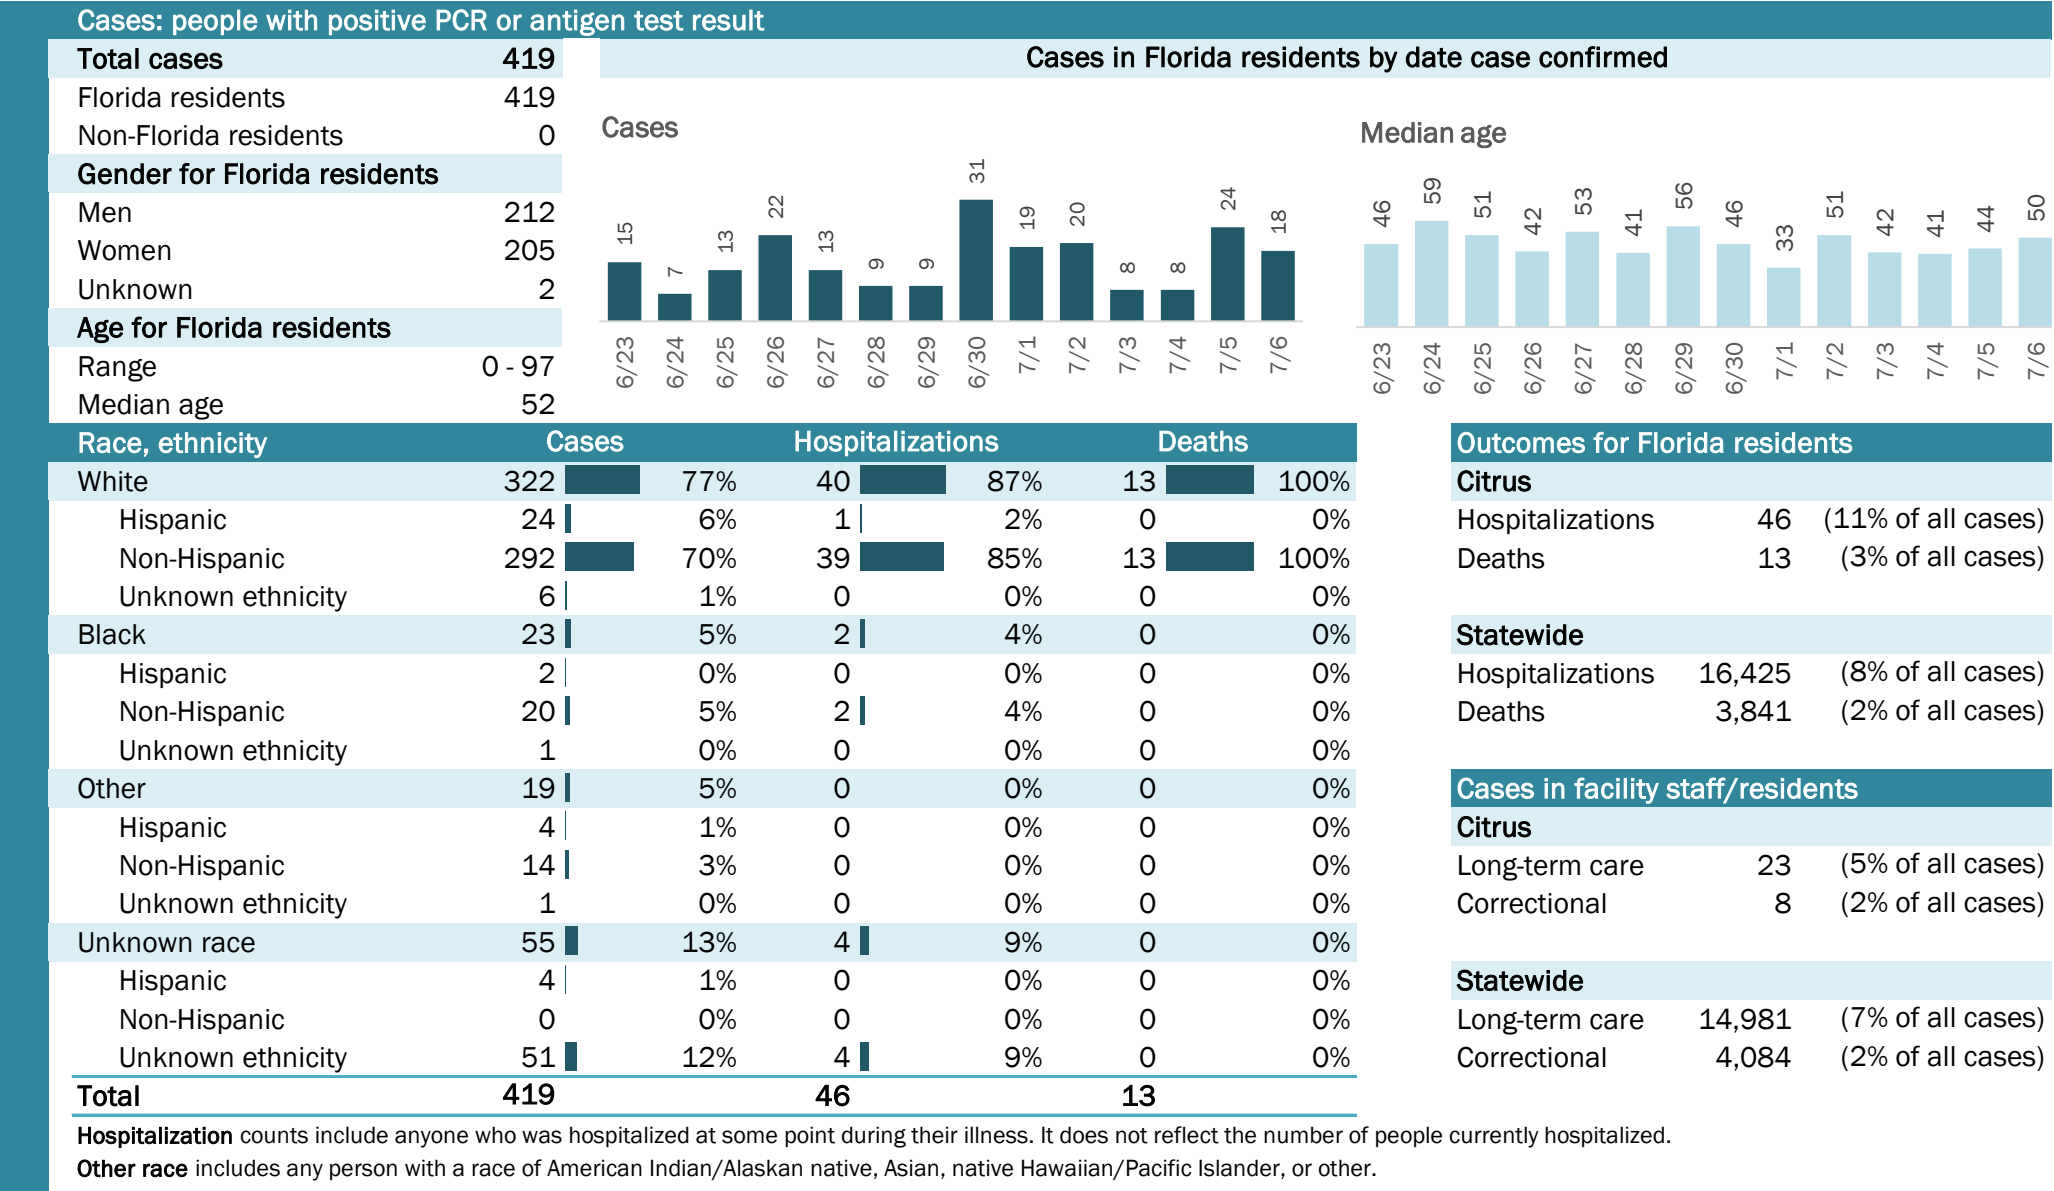 Cases: people with positive PCR or antigen test result
Total cases 419
Florida residents 419
Non-Florida residents 0
Gender for Florida residents
Men 212
Women 205
Unknown 2
Age for Florida residents
Range 0 - 97
Median age 52
Cases in Florida residents by date case confirmed
Cases
15 7 13 22 13 9 9 31 19 20 8 8 24 18
6/23 6/24 6/25 6/26 6/27 6/28 6/29 6/30 7/1 7/2 7/3 7/4 7/5 7/6
Median age
46 59 51 42 53 41 56 46 33 51 42 41 44 50
6/23 6/24 6/25 6/26 6/27 6/28 6/29 6/30 7/1 7/2 7/3 7/4 7/5 7/6
Race, ethnicity Cases Hospitalizations Deaths
White 322 77% 40 87% 13 100%
Hispanic 24 6% 1 2% 0 0%
Non-Hispanic 292 70% 39 85% 13 100%
Unknown ethnicity 6 1% 0 0% 0 0%
Black 23 5% 2 4% 0 0%
Hispanic 2 0% 0 0% 0 0%
Non-Hispanic 20 5% 2 4% 0 0%
Unknown ethnicity 1 0% 0 0% 0 0%
Other 19 5% 0 0% 0 0%
Hispanic 4 1% 0 0% 0 0%
Non-Hispanic 14 3% 0 0% 0 0%
Unknown ethnicity 1 0% 0 0% 0 0%
Unknown race 55 13% 4 9% 0 0%
Hispanic 4 1% 0 0% 0 0%
Non-Hispanic 0 0% 0 0% 0 0%
Unknown ethnicity 51 12% 4 9% 0 0%
Total 419 46 13
Outcomes for Florida residents
Citrus
Hospitalizations 46 (11% of all cases)
Deaths 13 (3% of all cases)
Statewide
Hospitalizations 16,425 (8% of all cases)
Deaths 3,841 (2% of all cases)
Cases in facility staff/residents
Citrus
Long-term care 23 (5% of all cases)
Correctional 8 (2% of all cases)
Statewide
Long-term care 14,981 (7% of all cases)
Correctional 4,084 (2% of all cases)
Hospitalization counts include anyone who was hospitalized at some point during their illness. It does not reflect the number of people currently hospitalized.
Other race includes any person with a race of American Indian/Alaskan native, Asian, native Hawaiian/Pacific Islander, or other.